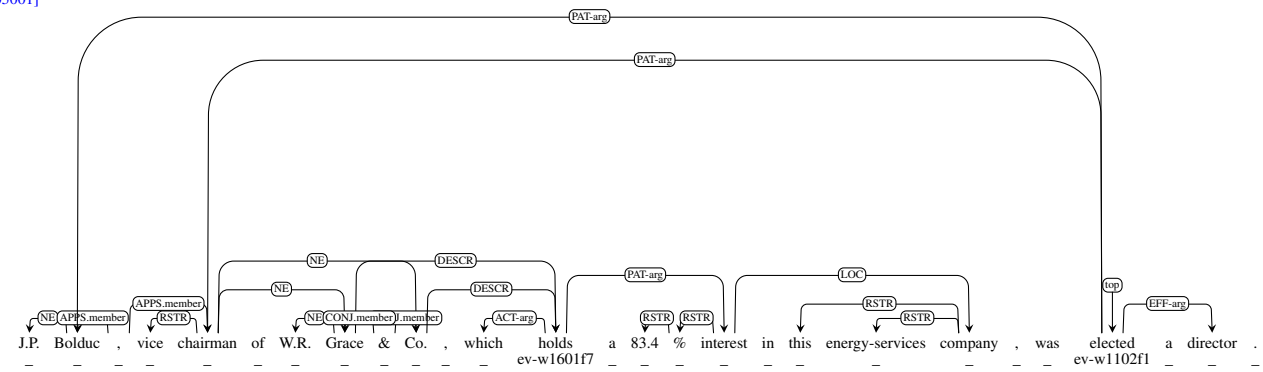 PAT-arg
PAT-arg
NE DESCR
PAT-arg LOC
top
NE DESCR
APPS.member RSTR EFF-arg
NE APPS.member RSTR NE CONJ.member J.member ACT-arg RSTR RSTR RSTR
J.P. Bolduc , vice chairman of W.R. Grace & Co. , which holds a 83.4 % interest in this energy-services company , was elected a director .
ev-w1601f7 ev-w1102f1
_ _ _ _ _ _ _ _ _ _ _ _ _ _ _ _ _ _ _ _ _ _ _ _ _